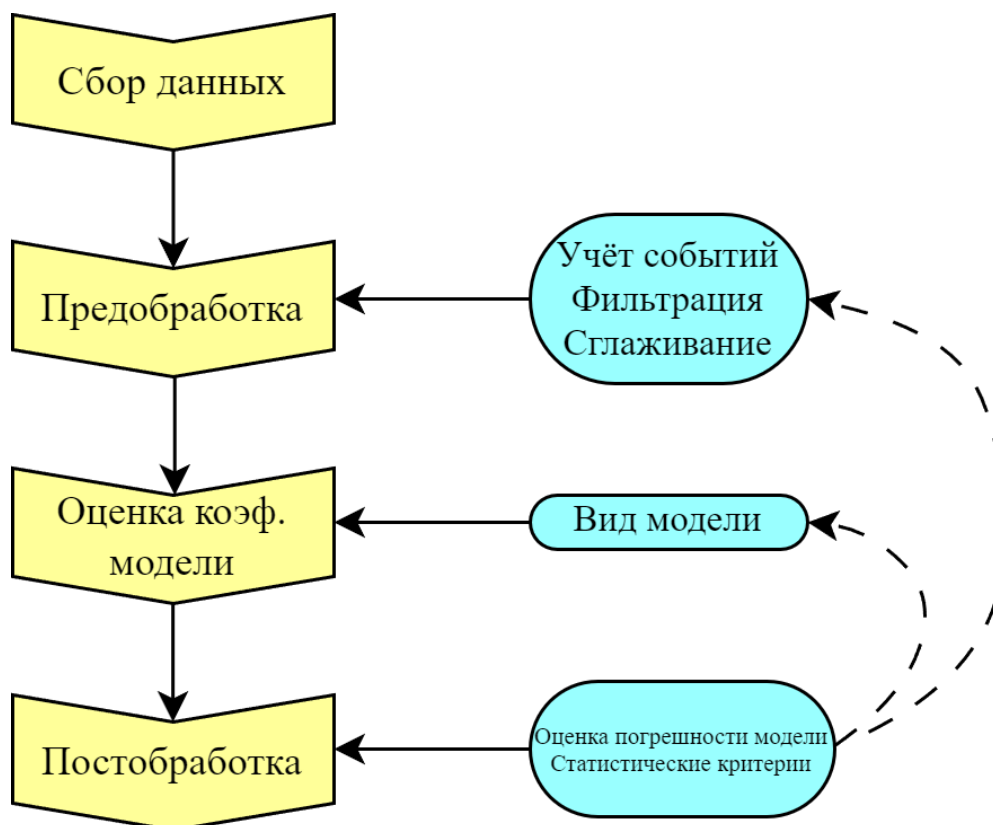 Сбор данных
Предобработка
Учёт событий
Фильтрация
Сглаживание
Оценка коэф.
модели
Вид модели
Постобработка
Оценка погрешности модели
Статистические критерии